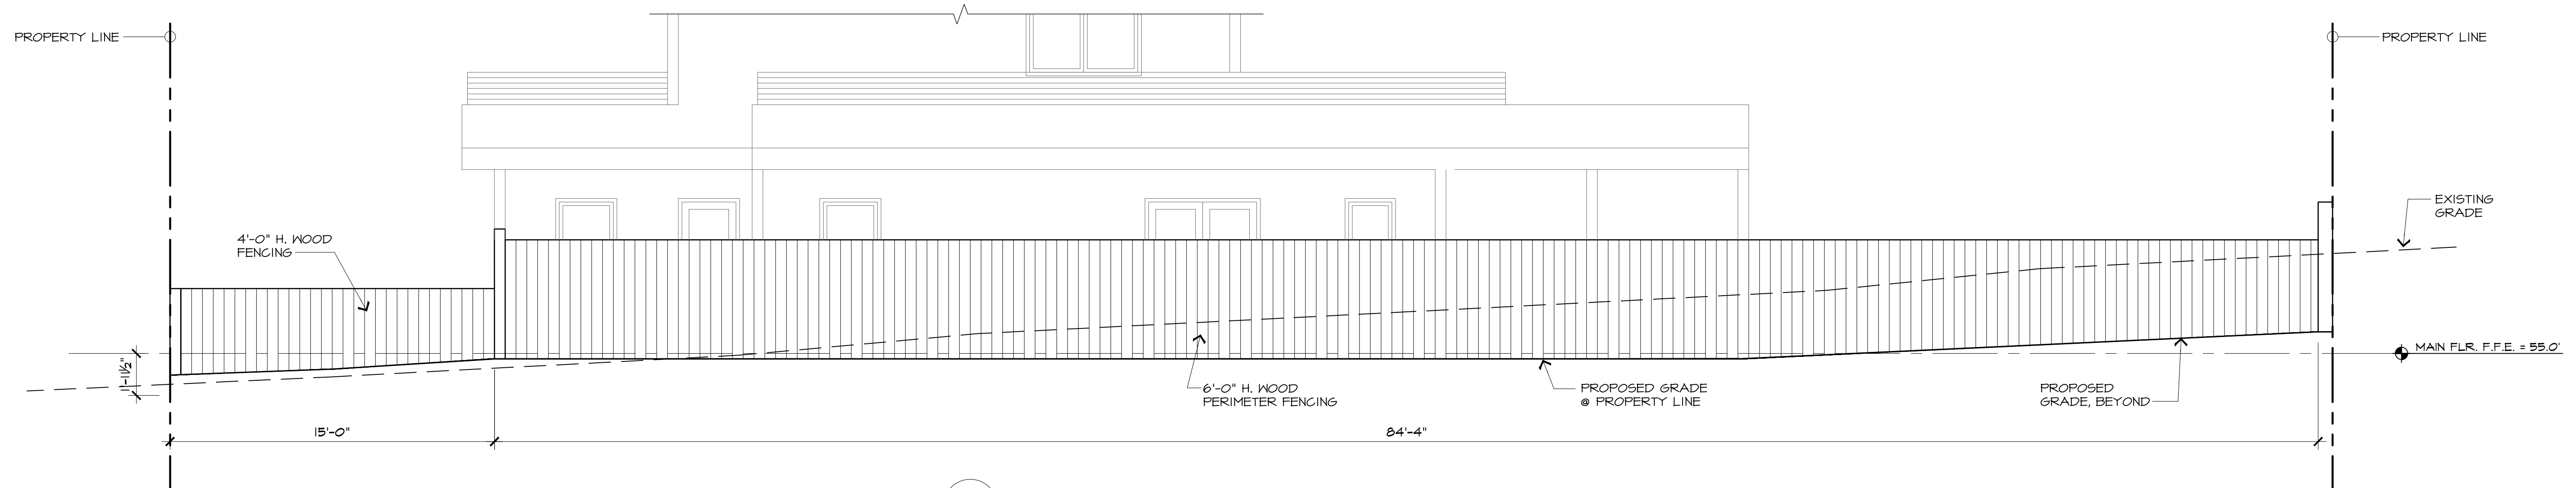 PROPERTY LINE
PROPERTY LINE
EXISTING
GRADE
4'-0" H. WOOD
FENCING
MAIN FLR. F.F.E. = 55.0'
1'-1½"
6'-0" H. WOOD
PERIMETER FENCING
PROPOSED GRADE
@ PROPERTY LINE
PROPOSED
GRADE, BEYOND
15'-0"
84'-4"